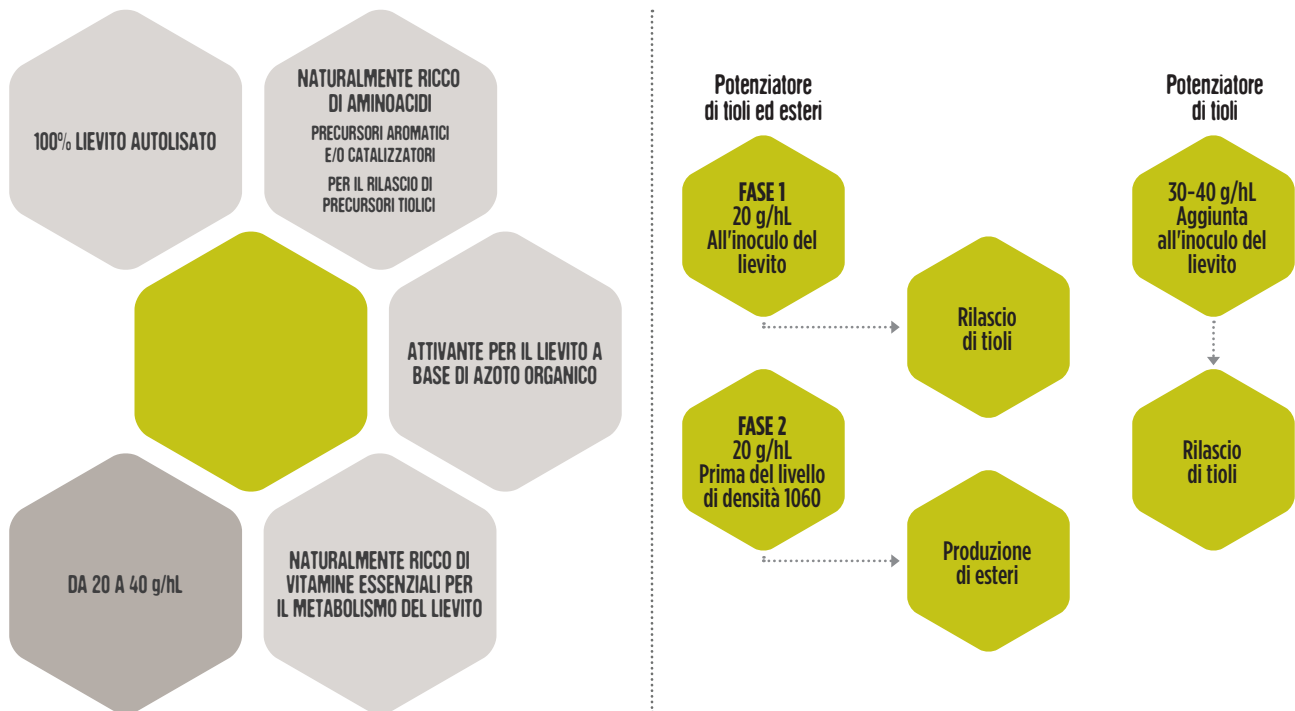 100% LIEVITO AUTOLISATO
NATURALMENTE RICCO
DI AMINOACIDI
PRECURSORI AROMATICI
E/O CATALIZZATORI
PER IL RILASCIO DI
PRECURSORI TIOLICI
ATTIVANTE PER IL LIEVITO A
BASE DI AZOTO ORGANICO
DA 20 A 40 g/hL
NATURALMENTE RICCO DI
VITAMINE ESSENZIALI PER
IL METABOLISMO DEL LIEVITO
Potenziatore
di tioli ed esteri
FASE 1
20 g/hL
All'inoculo del
lievito
Rilascio
di tioli
FASE 2
20 g/hL
Prima del livello
di densità 1060
Produzione
di esteri
Potenziatore
di tioli
30-40 g/hL
Aggiunta
all'inoculo del
lievito
Rilascio
di tioli